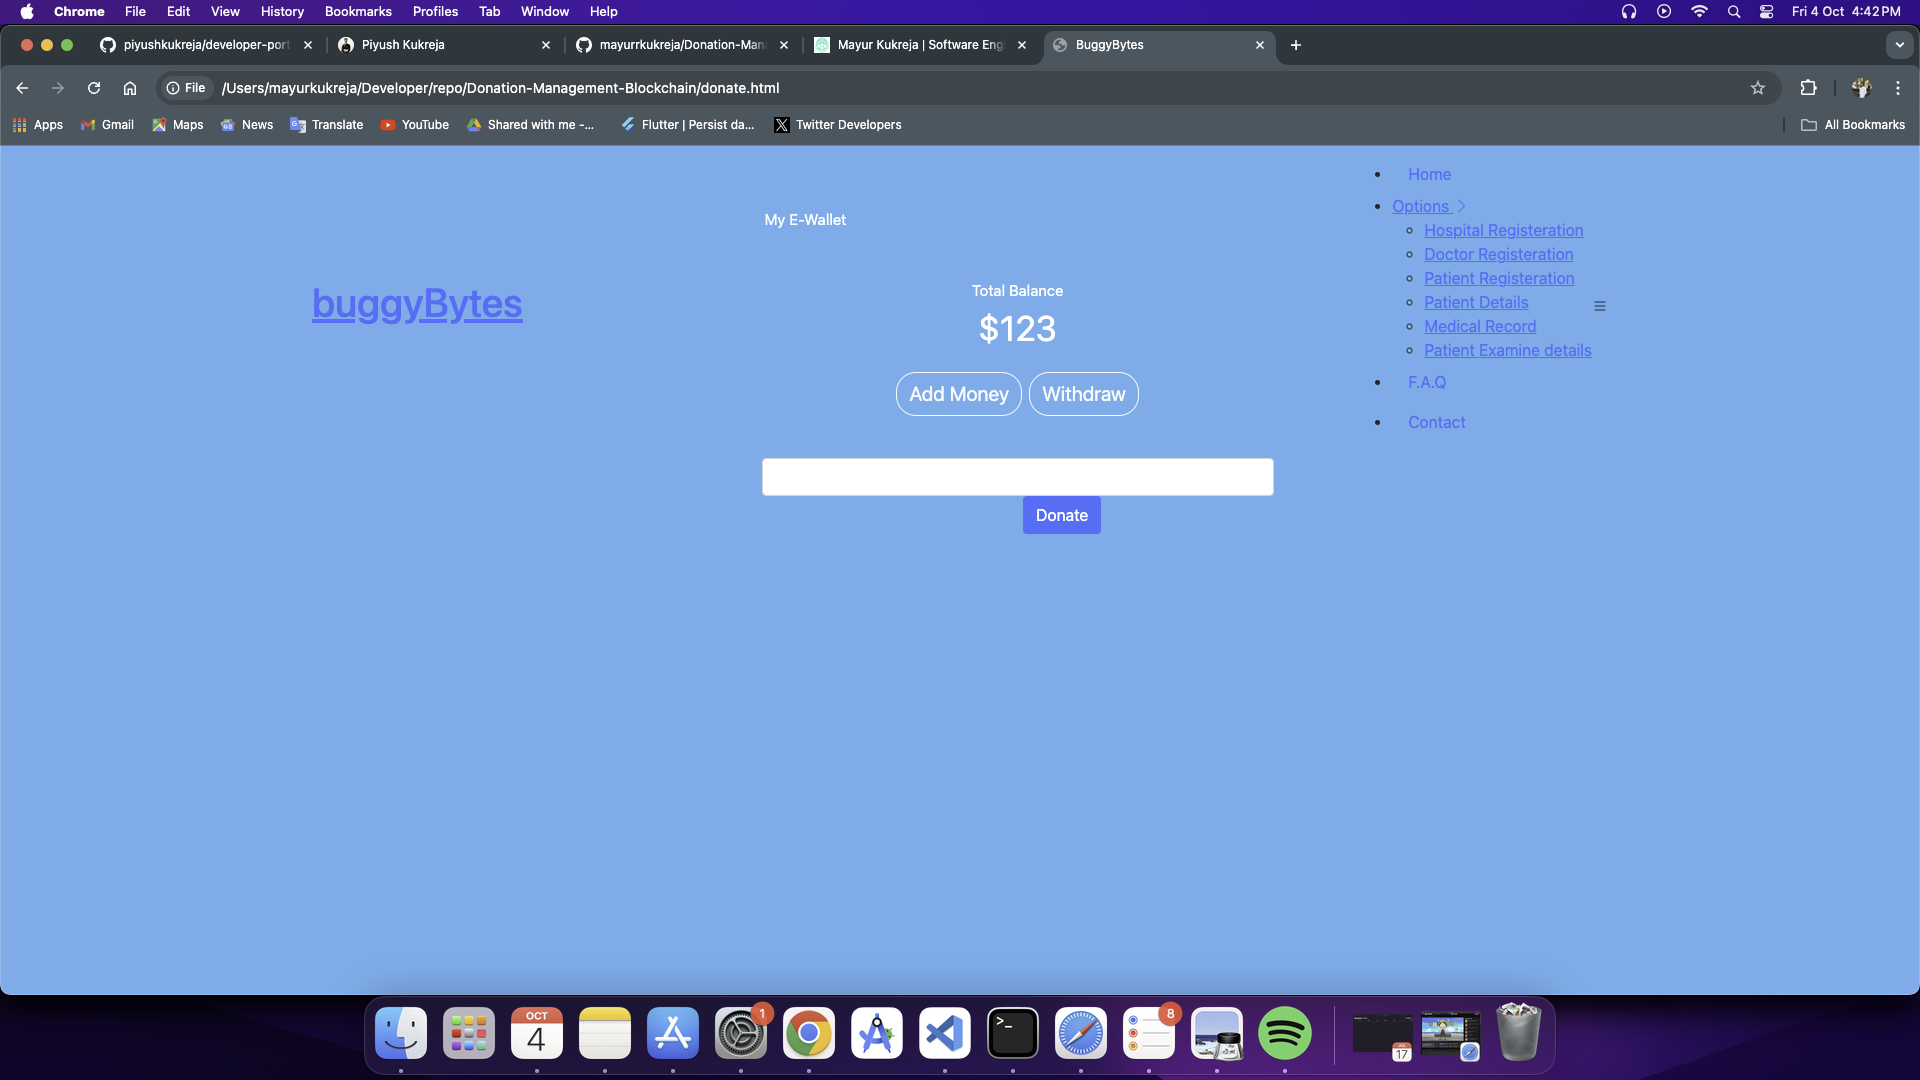 Chrome File Edit View History Bookmarks Profiles Tab Window Help
Fri 4 Oct 4:42 PM
piyushkukreja/developer-port
Piyush Kukreja
mayurrkukreja/Donation-Man
Mayur Kukreja | Software Eng
BuggyBytes
File /Users/mayurkukreja/Developer/repo/Donation-Management-Blockchain/donate.html
Apps Gmail Maps News Translate YouTube Shared with me -... Flutter | Persist da... Twitter Developers All Bookmarks
Home
Options
Hospital Registeration
Doctor Registeration
Patient Registeration
Patient Details
Medical Record
Patient Examine details
F.A.Q
Contact
My E-Wallet
buggyBytes
Total Balance
$123
Add Money Withdraw
Donate
OCT
4
1
8
17